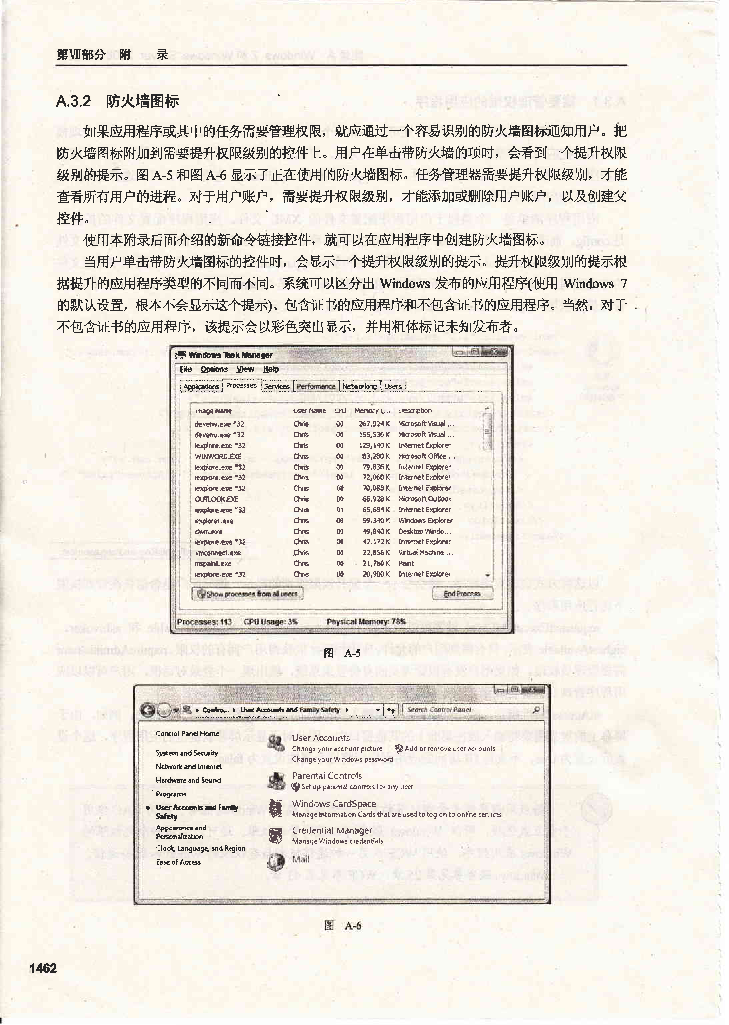 第Ⅶ部分 附 录
A.3.2 防火墙图标
如果应用程序或其中的任务需要管理权限，就应通过一个容易识别的防火墙图标通知用户。把
防火墙图标附加到需要提升权限级别的控件上。用户在单击带防火墙的项时，会看到一个提升权限
级别的提示。图 A-5 和图 A-6 显示了正在使用的防火墙图标。任务管理器需要提升权限级别，才能
查看所有用户的进程。对于用户账户，需要提升权限级别，才能添加或删除用户账户，以及创建父
控件。
使用本附录后面介绍的新命令链接控件，就可以在应用程序中创建防火墙图标。
当用户单击带防火墙图标的控件时，会显示一个提升权限级别的提示。提升权限级别的提示根
据提升的应用程序类型的不同而不同。系统可以区分出 Windows 发布的应用程序(使用 Windows 7
的默认设置，根本不会显示这个提示)、包含证书的应用程序和不包含证书的应用程序。当然，对于
不包含证书的应用程序，该提示会以彩色突出显示，并用粗体标记未知发布者。
Windows Task Manager
File Options View Help
Applications Processes Services Performance Networking Users
Image Name User Name CPU Memory (... Description
devenv.exe *32 Chris 00 267,924 K Microsoft Visual ...
devenv.exe *32 Chris 00 155,536 K Microsoft Visual ...
iexplore.exe *32 Chris 00 129,140 K Internet Explorer
WINWORD.EXE Chris 00 83,280 K Microsoft Office ...
iexplore.exe *32 Chris 00 79,836 K Internet Explorer
iexplore.exe *32 Chris 00 72,060 K Internet Explorer
iexplore.exe *32 Chris 00 70,088 K Internet Explorer
OUTLOOK.EXE Chris 00 66,928 K Microsoft Outlook
iexplore.exe *32 Chris 01 65,684 K Internet Explorer
explorer.exe Chris 00 59,340 K Windows Explorer
dwm.exe Chris 01 49,840 K Desktop Windo...
iexplore.exe *32 Chris 00 47,172 K Internet Explorer
vmconnect.exe Chris 00 22,856 K Virtual Machine ...
mspaint.exe Chris 00 21,760 K Paint
iexplore.exe *32 Chris 00 20,900 K Internet Explorer
Show processes from all users End Process
Processes: 113 CPU Usage: 3% Physical Memory: 78%
图 A-5
Contro... User Accounts and Family Safety Search Control Panel
Control Panel Home
System and Security
Network and Internet
Hardware and Sound
Programs
User Accounts and Family
Safety
Appearance and
Personalization
Clock, Language, and Region
Ease of Access
User Accounts
Change your account picture Add or remove user accounts
Change your Windows password
Parental Controls
Set up parental controls for any user
Windows CardSpace
Manage Information Cards that are used to log on to online services
Credential Manager
Manage Windows credentials
Mail
图 A-6
1462